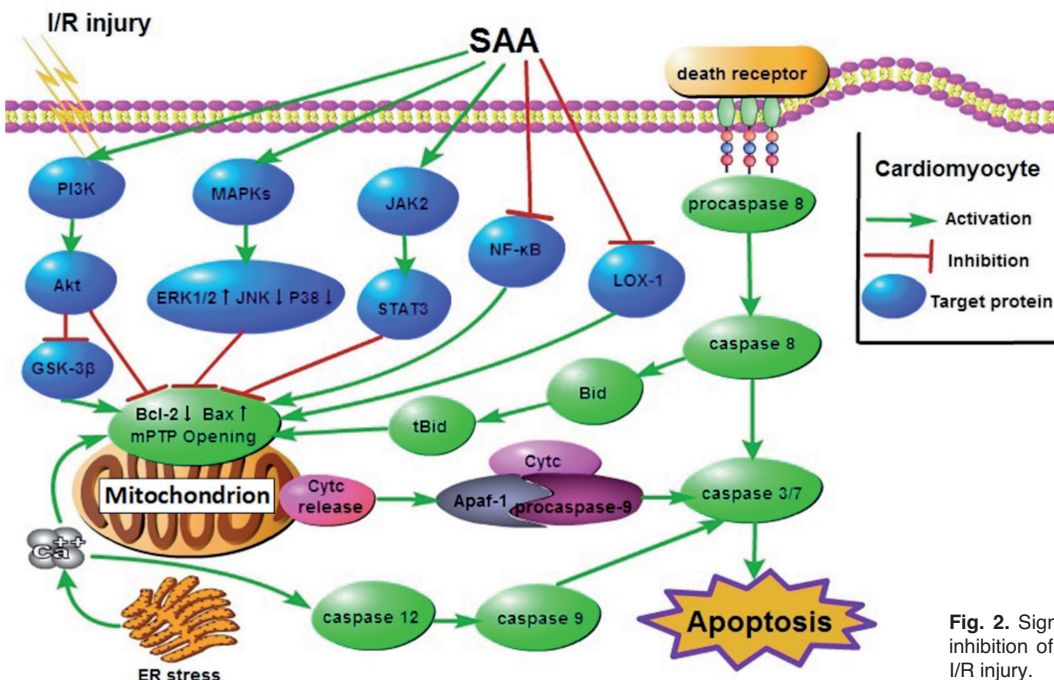 I/R injury
SAA
death receptor
PI3K
MAPKs
JAK2
NF-κB
LOX-1
procaspase 8
Cardiomyocyte
Activation
Inhibition
Target protein
Akt
ERK1/2 ↑ JNK ↓ P38 ↓
STAT3
GSK-3β
caspase 8
Bid
tBid
Bcl-2 ↓ Bax ↑
mPTP Opening
Mitochondrion
Cytc
release
Cytc
Apaf-1
procaspase-9
caspase 3/7
Ca++
ER stress
caspase 12
caspase 9
Apoptosis
Fig. 2. Sign
inhibition of
I/R injury.